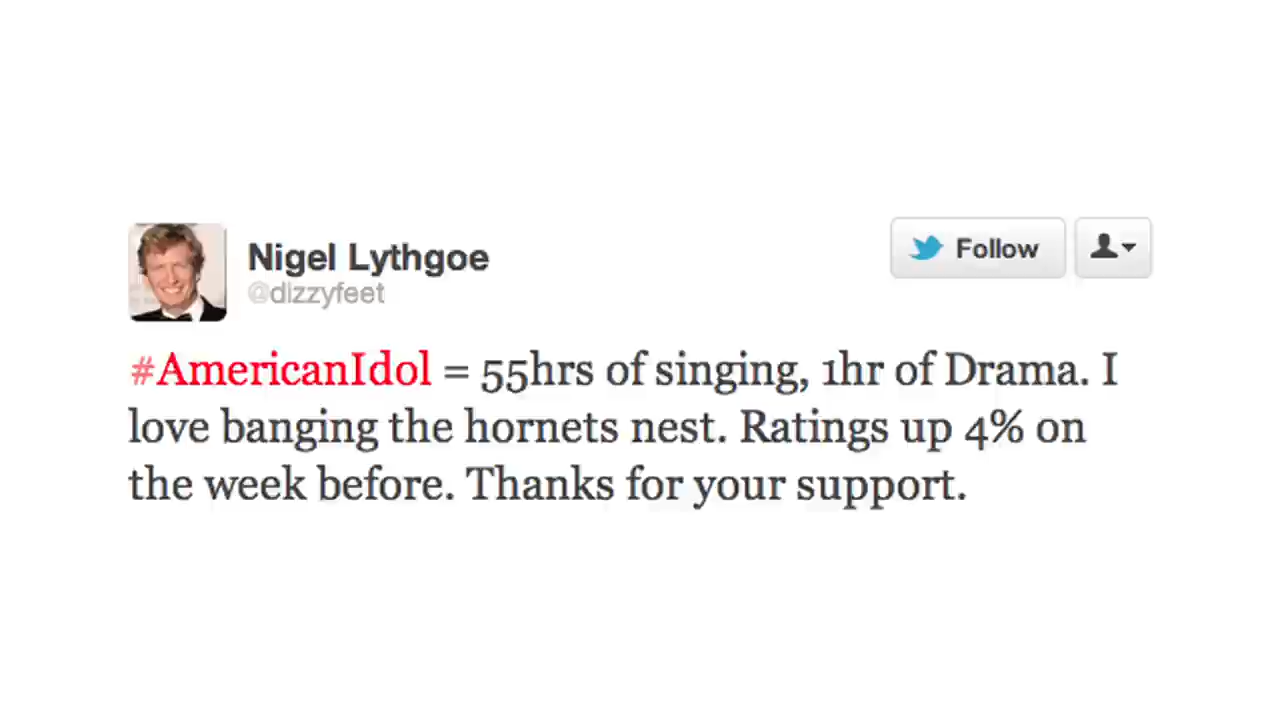 Nigel Lythgoe
@dizzyfeet
Follow
#AmericanIdol = 55hrs of singing, 1hr of Drama. I
love banging the hornets nest. Ratings up 4% on
the week before. Thanks for your support.